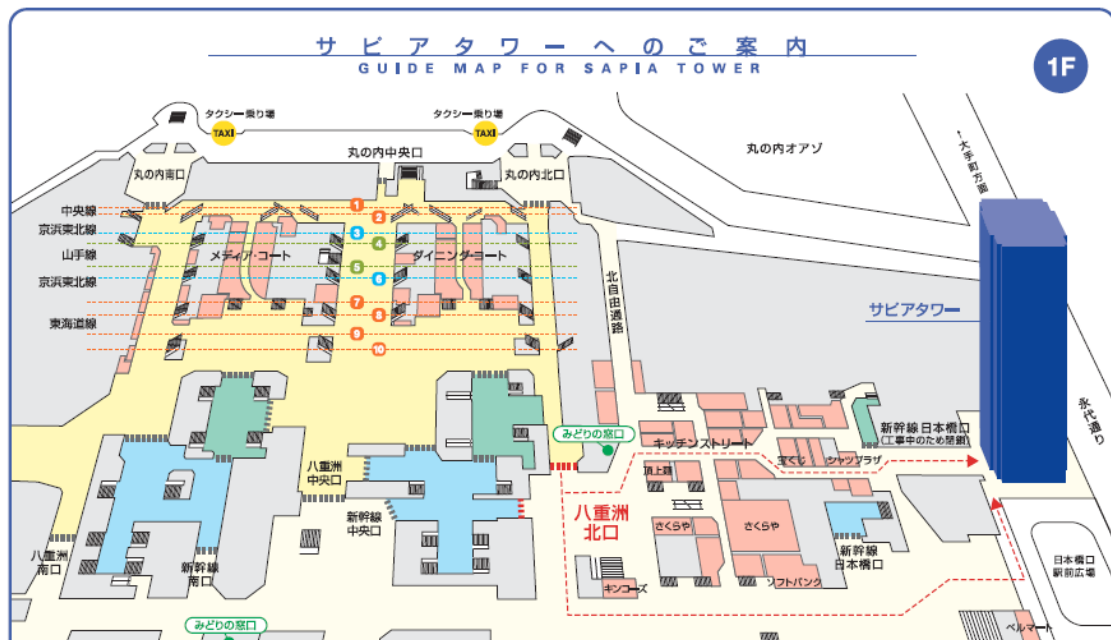 サピアタワーへのご案内
GUIDE MAP FOR SAPIA TOWER
1F
タクシー乗り場
TAXI
タクシー乗り場
TAXI
丸の内中央口
丸の内南口
丸の内北口
丸の内オアゾ
↑大手町方面
中央線
京浜東北線
山手線
京浜東北線
東海道線
1
2
3
4
5
6
7
8
9
10
メディア・コート
ダイニング・コート
北自由通路
サピアタワー
永代通り
みどりの窓口
キッチンストリート
新幹線日本橋口
(工事中のため閉鎖)
宝くじ
シャツプラザ
八重洲
中央口
新幹線
中央口
八重洲
北口
さくらや
さくらや
八重洲
南口
新幹線
南口
新幹線
日本橋口
日本橋口
駅前広場
キンコーズ
ソフトバンク
みどりの窓口
ベルマート